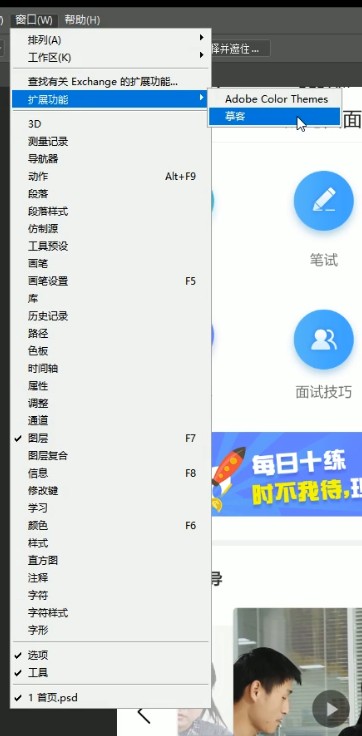 窗口(W) 帮助(H)
排列(A)
工作区(K)
择并遮住...
查找有关 Exchange 的扩展功能...
扩展功能
Adobe Color Themes
摹客
3D
测量记录
导航器
动作 Alt+F9
段落
段落样式
仿制源
工具预设
画笔
画笔设置 F5
库
历史记录
路径
色板
时间轴
属性
调整
通道
图层 F7
图层复合
信息 F8
修改键
学习
颜色 F6
样式
直方图
注释
字符
字符样式
字形
选项
工具
1 首页.psd
面
笔试
面试技巧
每日十练
时不我待,
导